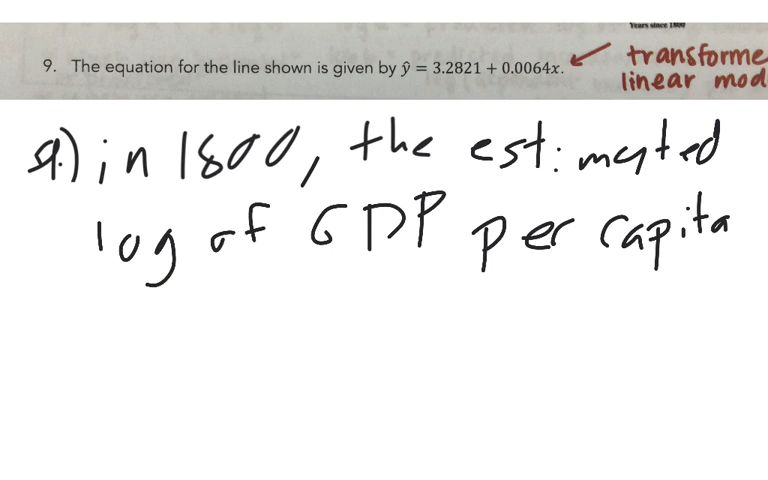 Years since 1800
9. The equation for the line shown is given by ŷ = 3.2821 + 0.0064x.
transforme
linear mod
a) in 1800, the estimated
log of GDP per capita